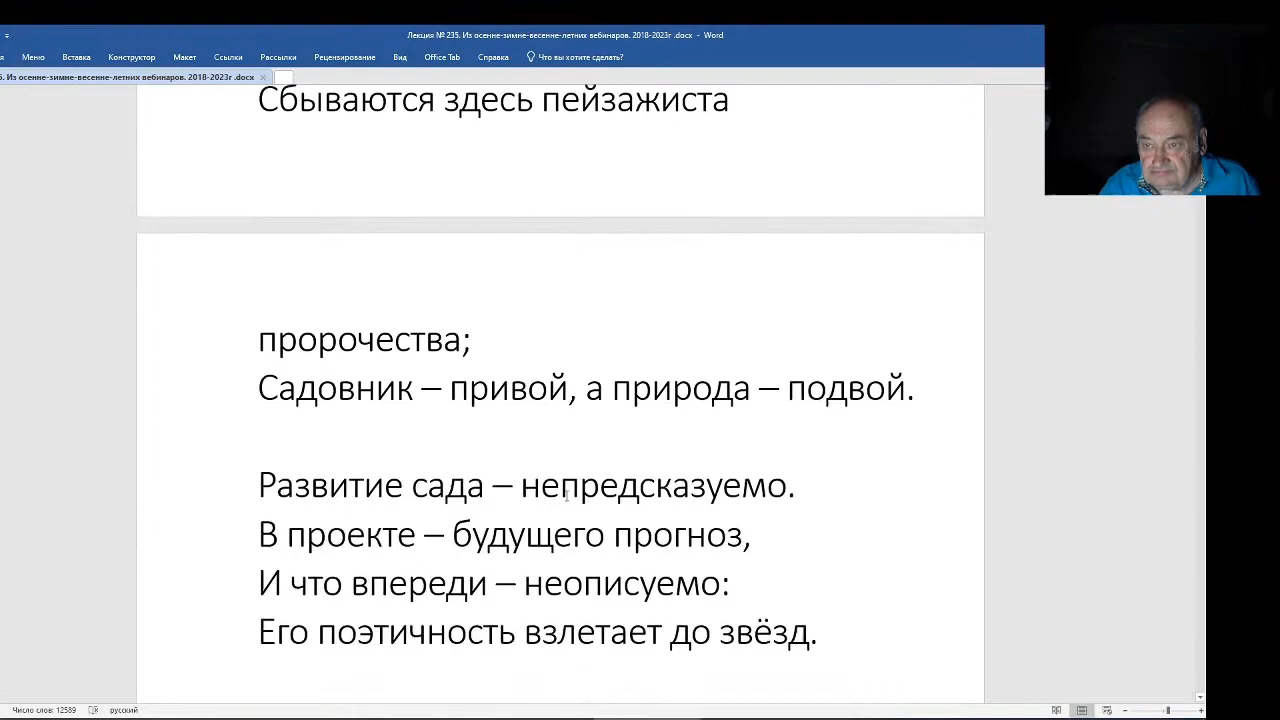 Лекция № 235. Из осенне-зимне-весенне-летних вебинаров. 2018-2023г .docx - Word
Меню Вставка Конструктор Макет Ссылки Рассылки Рецензирование Вид Office Tab Справка Что вы хотите сделать?
5. Из осенне-зимне-весенне-летних вебинаров. 2018-2023г .docx
Сбываются здесь пейзажиста
пророчества;
Садовник – привой, а природа – подвой.
Развитие сада – непредсказуемо.
В проекте – будущего прогноз,
И что впереди – неописуемо:
Его поэтичность взлетает до звёзд.
Число слов: 12589 русский